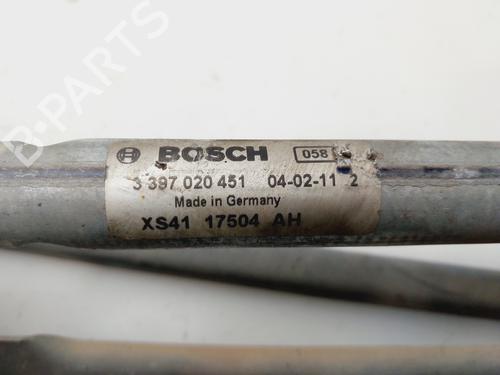 BOSCH 058
3 397 020 451 04-02-11 2
Made in Germany
XS41 17504 AH
B-Parts